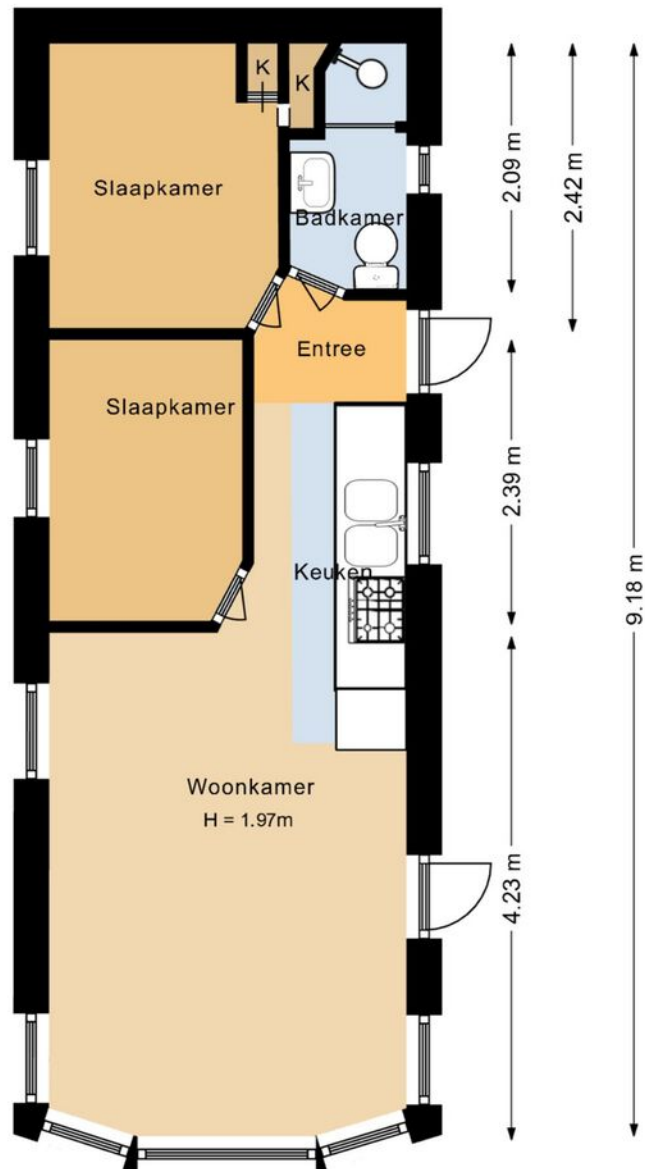 K
K
Slaapkamer
Badkamer
2.09 m
2.42 m
Entree
Slaapkamer
2.39 m
Keuken
9.18 m
Woonkamer
H = 1.97m
4.23 m